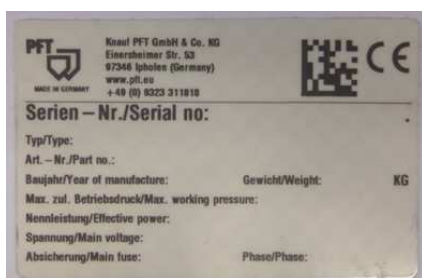 PFT
MADE IN GERMANY
Knauf PFT GmbH & Co. KG
Einersheimer Str. 53
97346 Iphofen (Germany)
www.pft.eu
+49 (0) 9323 311818
CE
Serien – Nr./Serial no:
Typ/Type:
Art. – Nr./Part no.:
Baujahr/Year of manufacture: Gewicht/Weight: KG
Max. zul. Betriebsdruck/Max. working pressure:
Nennleistung/Effective power:
Spannung/Main voltage:
Absicherung/Main fuse: Phase/Phase: